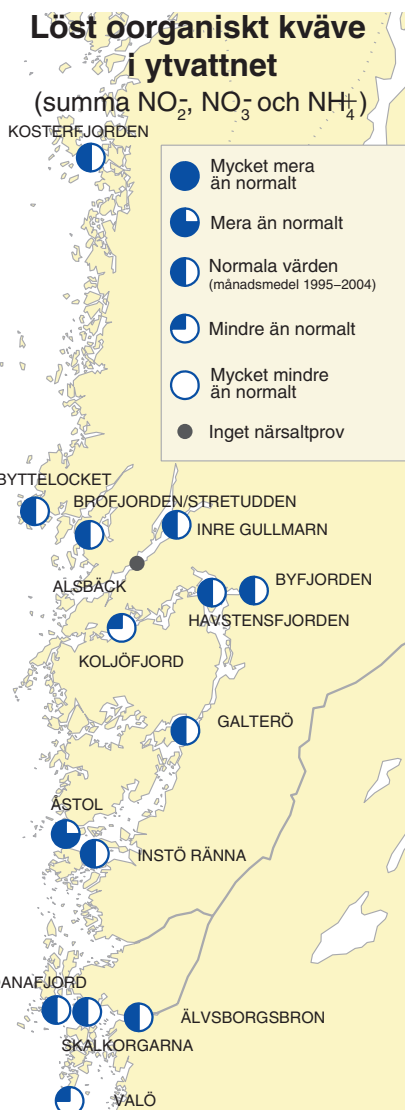 Löst oorganiskt kväve
i ytvattnet
(summa NO₂⁻, NO₃⁻ och NH₄⁺)
KOSTERFJORDEN
Mycket mera
än normalt
Mera än normalt
Normala värden
(månadsmedel 1995–2004)
Mindre än normalt
Mycket mindre
än normalt
Inget närsaltprov
BYTTELOCKET
BROFJORDEN/STRETUDDEN
INRE GULLMARN
ALSBÄCK
BYFJORDEN
HAVSTENSFJORDEN
KOLJÖFJORD
GALTERÖ
ÅSTOL
INSTÖ RÄNNA
DANAFJORD
ÄLVSBORGSBRON
SKALKORGARNA
VALÖ